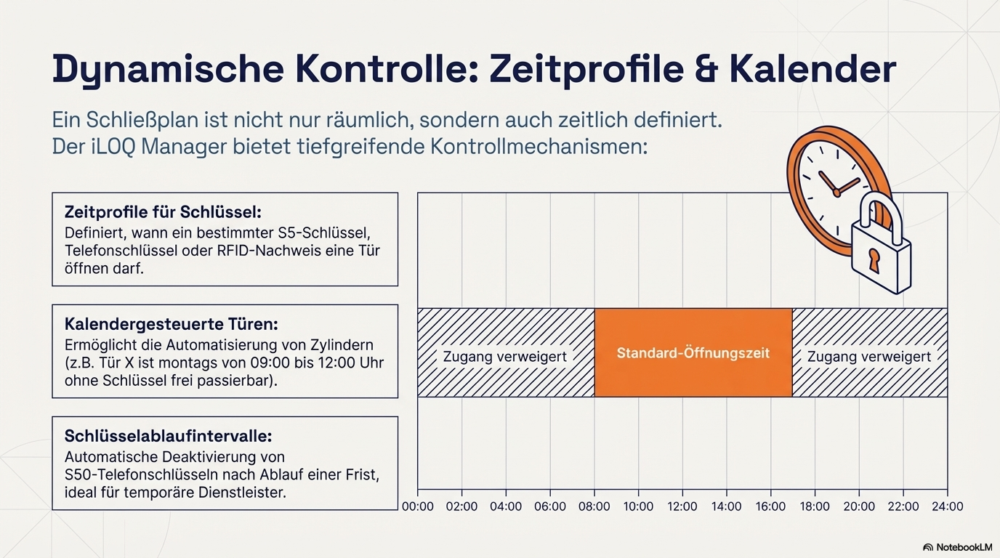 Dynamische Kontrolle: Zeitprofile & Kalender
Ein Schließplan ist nicht nur räumlich, sondern auch zeitlich definiert.
Der iLOQ Manager bietet tiefgreifende Kontrollmechanismen:
Zeitprofile für Schlüssel:
Definiert, wann ein bestimmter S5-Schlüssel,
Telefonschlüssel oder RFID-Nachweis eine Tür
öffnen darf.
Kalendergesteuerte Türen:
Ermöglicht die Automatisierung von Zylindern
(z.B. Tür X ist montags von 09:00 bis 12:00 Uhr
ohne Schlüssel frei passierbar).
Schlüsselablaufintervalle:
Automatische Deaktivierung von
S50-Telefonschlüsseln nach Ablauf einer Frist,
ideal für temporäre Dienstleister.
Zugang verweigert
Standard-Öffnungszeit
Zugang verweigert
00:00 02:00 04:00 06:00 08:00 10:00 12:00 14:00 16:00 18:00 20:00 22:00 24:00
NotebookLM